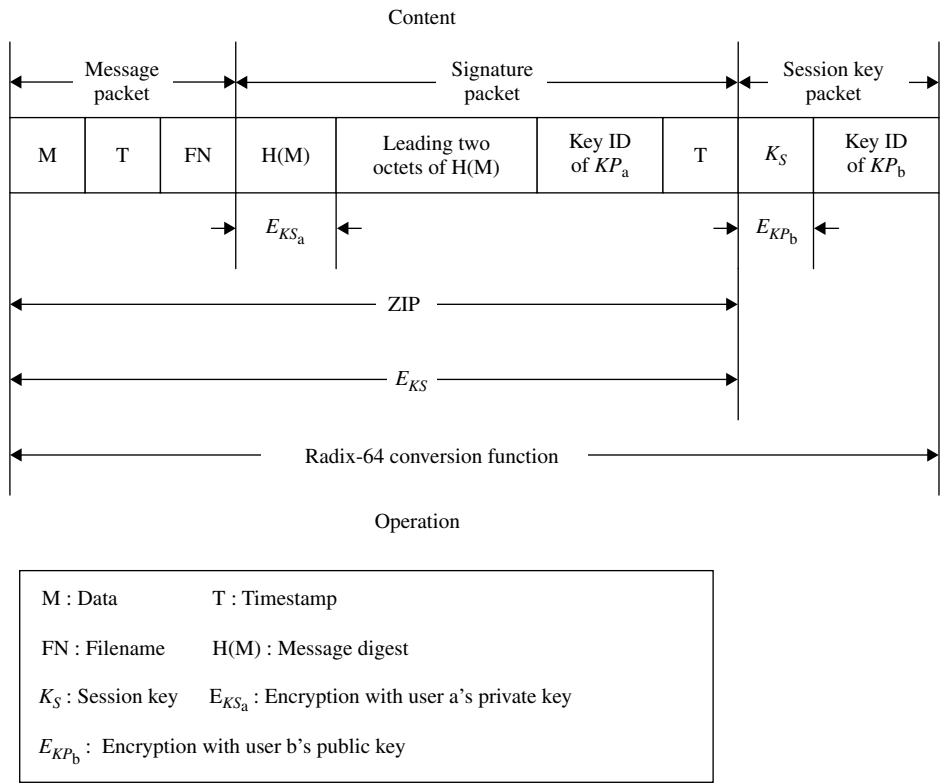 Content
Message
packet
Signature
packet
Session key
packet
M
T
FN
H(M)
Leading two
octets of H(M)
Key ID
of KPa
T
KS
Key ID
of KPb
EKSa
EKPb
ZIP
EKS
Radix-64 conversion function
Operation
M : Data T : Timestamp
FN : Filename H(M) : Message digest
KS : Session key EKSa : Encryption with user a's private key
EKPb : Encryption with user b's public key